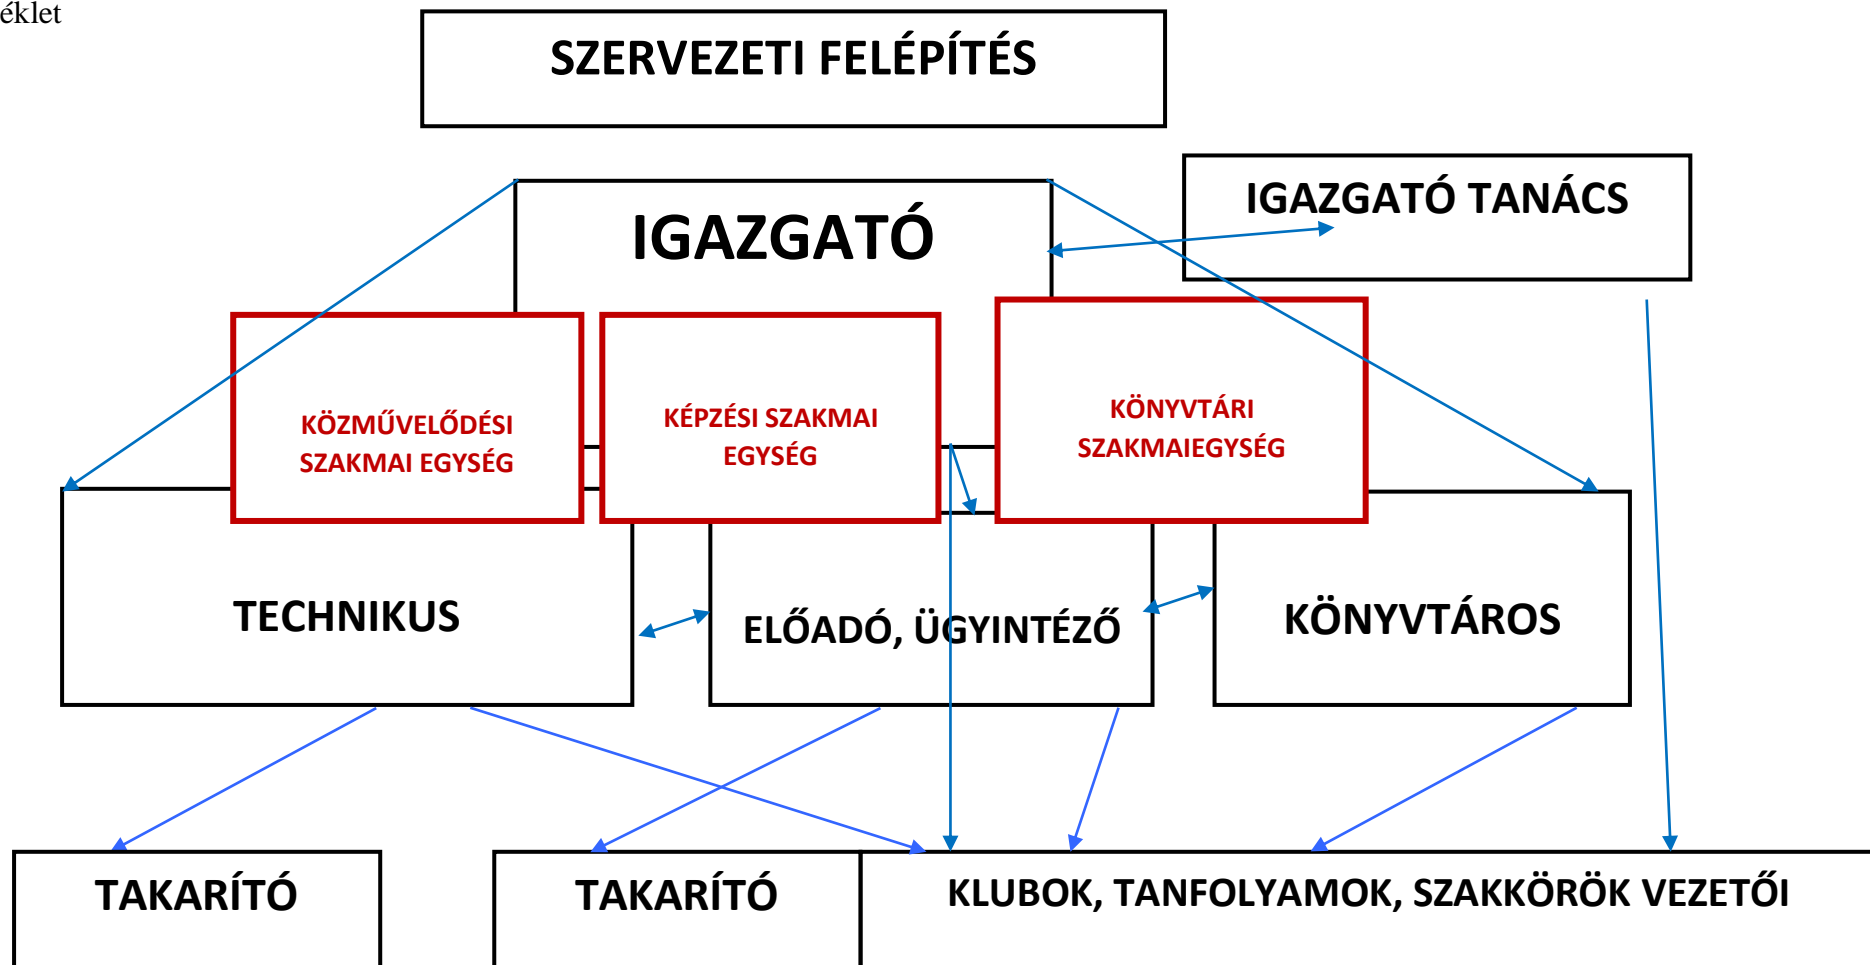 éklet
SZERVEZETI FELÉPÍTÉS
IGAZGATÓ TANÁCS
IGAZGATÓ
KÖZMŰVELŐDÉSI
SZAKMAI EGYSÉG
KÉPZÉSI SZAKMAI
EGYSÉG
KÖNYVTÁRI
SZAKMAIEGYSÉG
TECHNIKUS
ELŐADÓ, ÜGYINTÉZŐ
KÖNYVTÁROS
TAKARÍTÓ
TAKARÍTÓ
KLUBOK, TANFOLYAMOK, SZAKKÖRÖK VEZETŐI